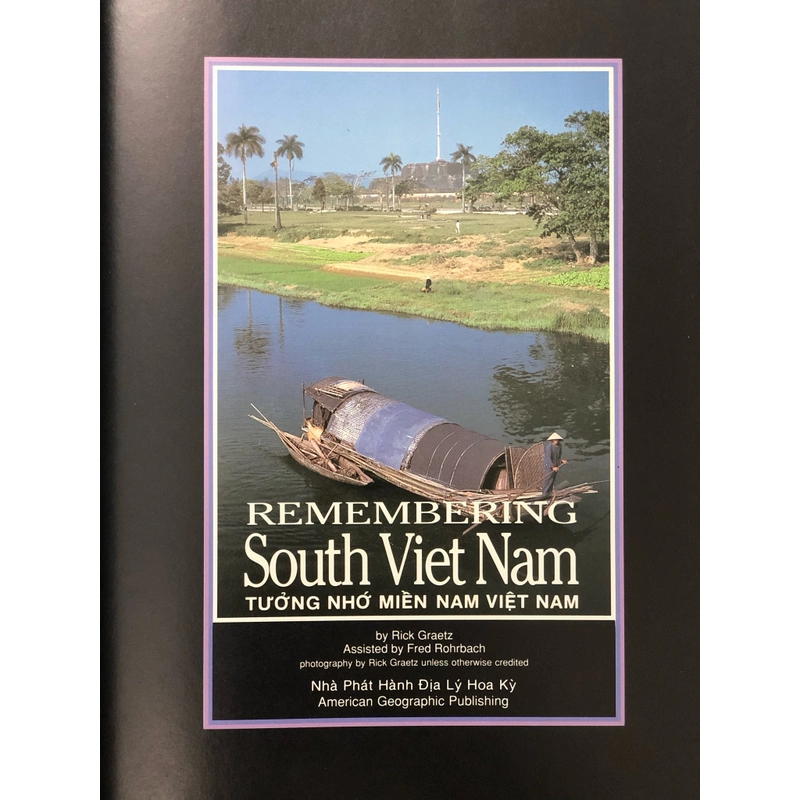 REMEMBERING
South Viet Nam
TƯỞNG NHỚ MIỀN NAM VIỆT NAM
by Rick Graetz
Assisted by Fred Rohrbach
photography by Rick Graetz unless otherwise credited
Nhà Phát Hành Địa Lý Hoa Kỳ
American Geographic Publishing